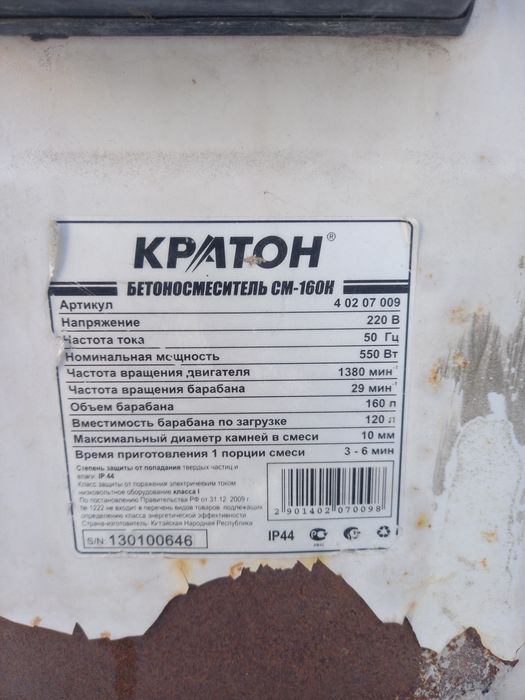 КРАТОН®
БЕТОНОСМЕСИТЕЛЬ СМ-160Н
Артикул 4 02 07 009
Напряжение 220 В
Частота тока 50 Гц
Номинальная мощность 550 Вт
Частота вращения двигателя 1380 мин⁻¹
Частота вращения барабана 29 мин⁻¹
Объем барабана 160 л
Вместимость барабана по загрузке 120 л
Максимальный диаметр камней в смеси 10 мм
Время приготовления 1 порции смеси 3 - 6 мин
Степень защиты от попадания твердых частиц и
влаги: IP 44
Класс защиты от поражения электрическим током
низковольтное оборудование класса I
По постановлению Правительства РФ от 31.12. 2009 г.
№ 1222 не входит в перечень видов товаров, подлежащих
определению класса энергетической эффективности
Страна-изготовитель: Китайская Народная Республика
2 901402 070098
S/N: 130100646
IP44